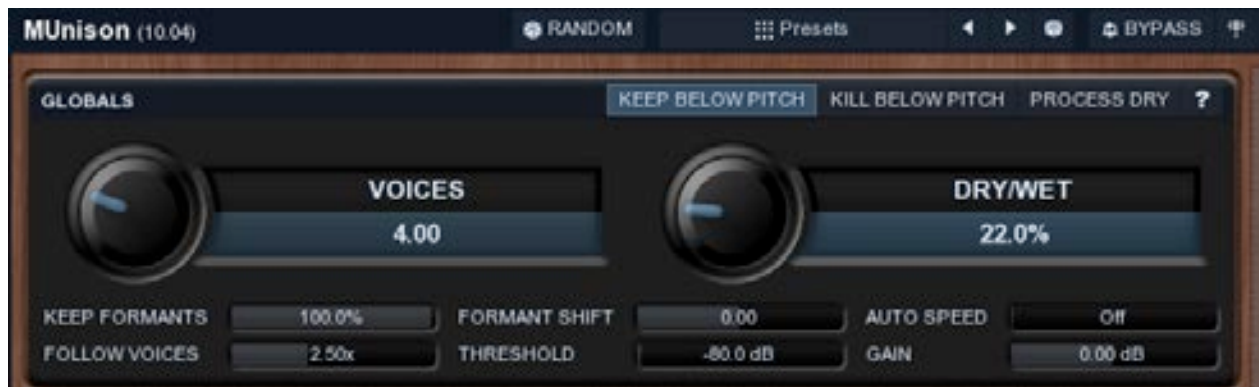 MUnison (10.04) RANDOM Presets BYPASS
GLOBALS KEEP BELOW PITCH KILL BELOW PITCH PROCESS DRY ?
VOICES DRY/WET
4.00 22.0%
KEEP FORMANTS 100.0% FORMANT SHIFT 0.00 AUTO SPEED Off
FOLLOW VOICES 2.50x THRESHOLD -80.0 dB GAIN 0.00 dB